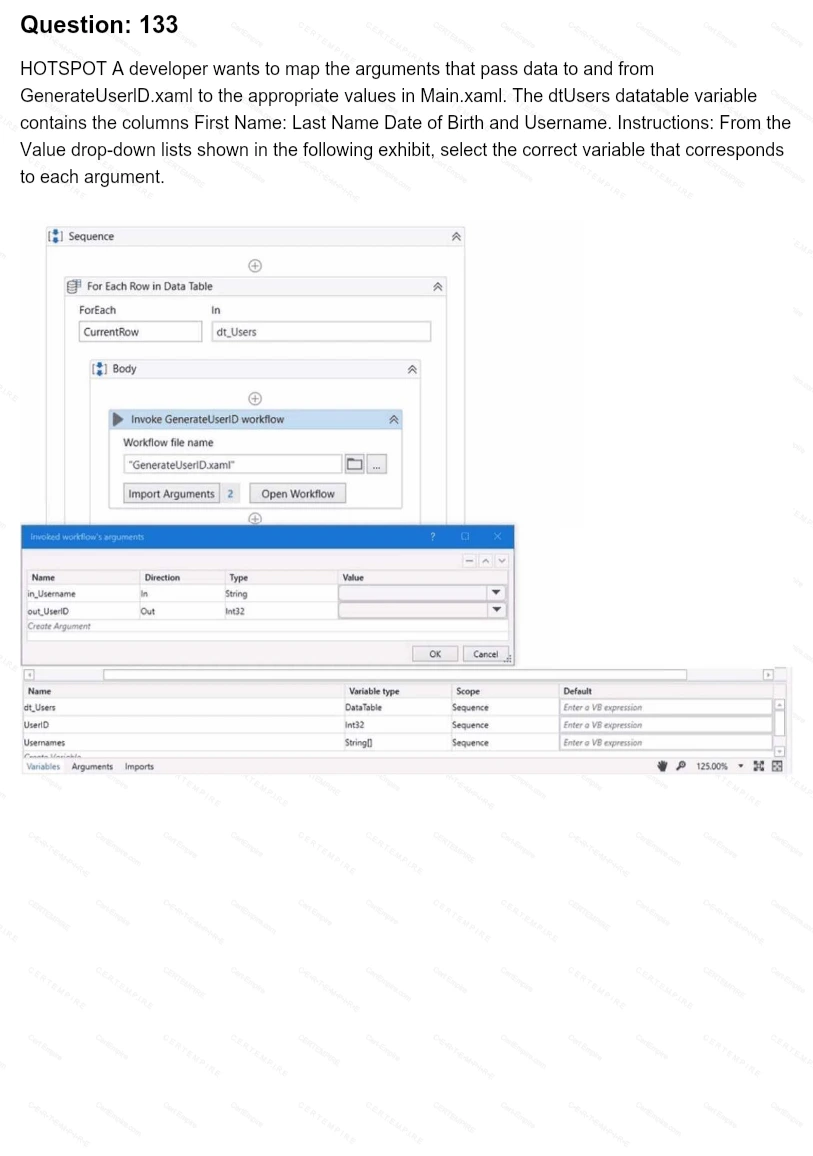 Question: 133
HOTSPOT A developer wants to map the arguments that pass data to and from
GenerateUserID.xaml to the appropriate values in Main.xaml. The dtUsers datatable variable
contains the columns First Name: Last Name Date of Birth and Username. Instructions: From the
Value drop-down lists shown in the following exhibit, select the correct variable that corresponds
to each argument.
Sequence
For Each Row in Data Table
ForEach In
CurrentRow dt_Users
Body
Invoke GenerateUserID workflow
Workflow file name
"GenerateUserID.xaml" ...
Import Arguments 2 Open Workflow
Invoked workflow's arguments ?
Name Direction Type Value
in_Username In String
out_UserID Out Int32
Create Argument
OK Cancel
Name Variable type Scope Default
dt_Users DataTable Sequence Enter a VB expression
UserID Int32 Sequence Enter a VB expression
Usernames String[] Sequence Enter a VB expression
Create Variable
Variables Arguments Imports 125.00%